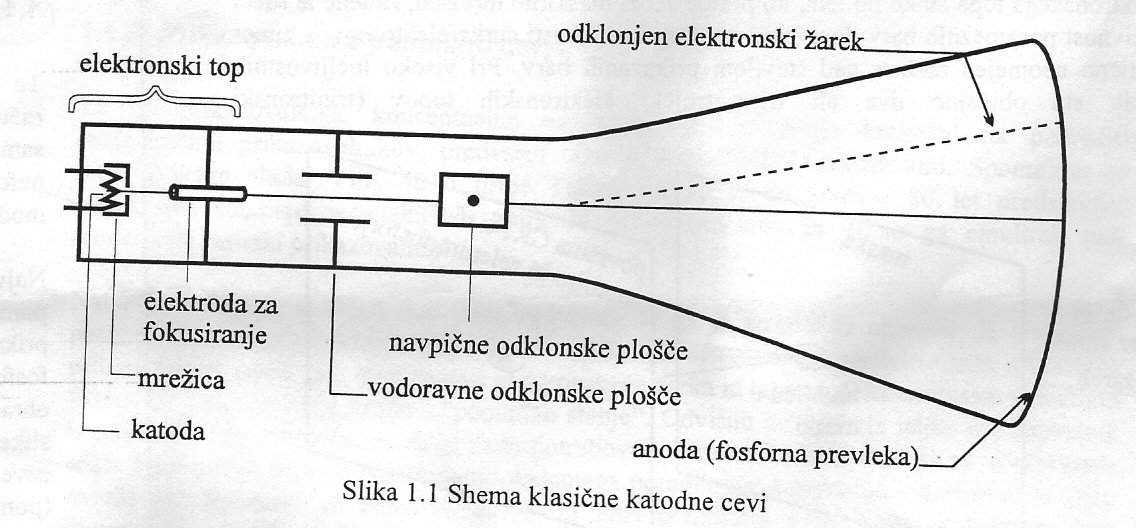 odklonjen elektronski žarek
elektronski top
elektroda za
fokusiranje
navpične odklonske plošče
mrežica
vodoravne odklonske plošče
katoda
anoda (fosforna prevleka)
Slika 1.1 Shema klasične katodne cevi